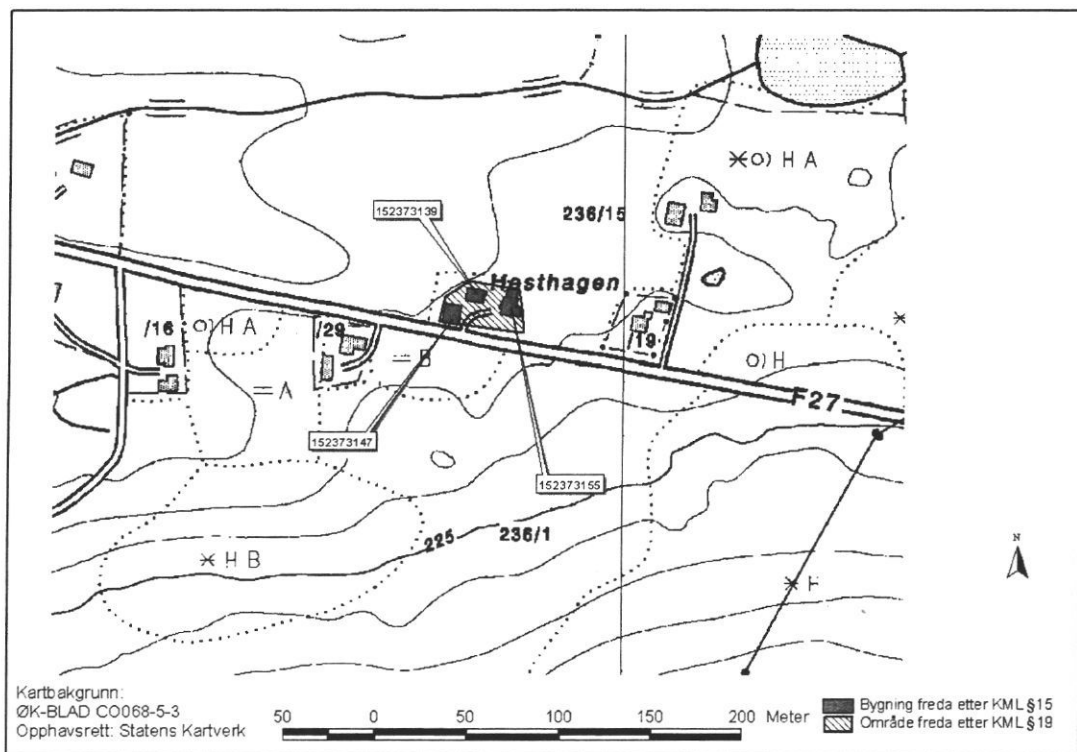 ✳O) H A
152373139
236/15
Hesthagen
/16
O) H A
/29
= B
/19
O) H
= A
F27
152373147
152373155
225
236/1
✳ H B
✳ H
N
Kartbakgrunn:
ØK-BLAD CO068-5-3
Opphavsrett: Statens Kartverk
50 0 50 100 150 200 Meter
Bygning freda etter KML §15
Område freda etter KML §19